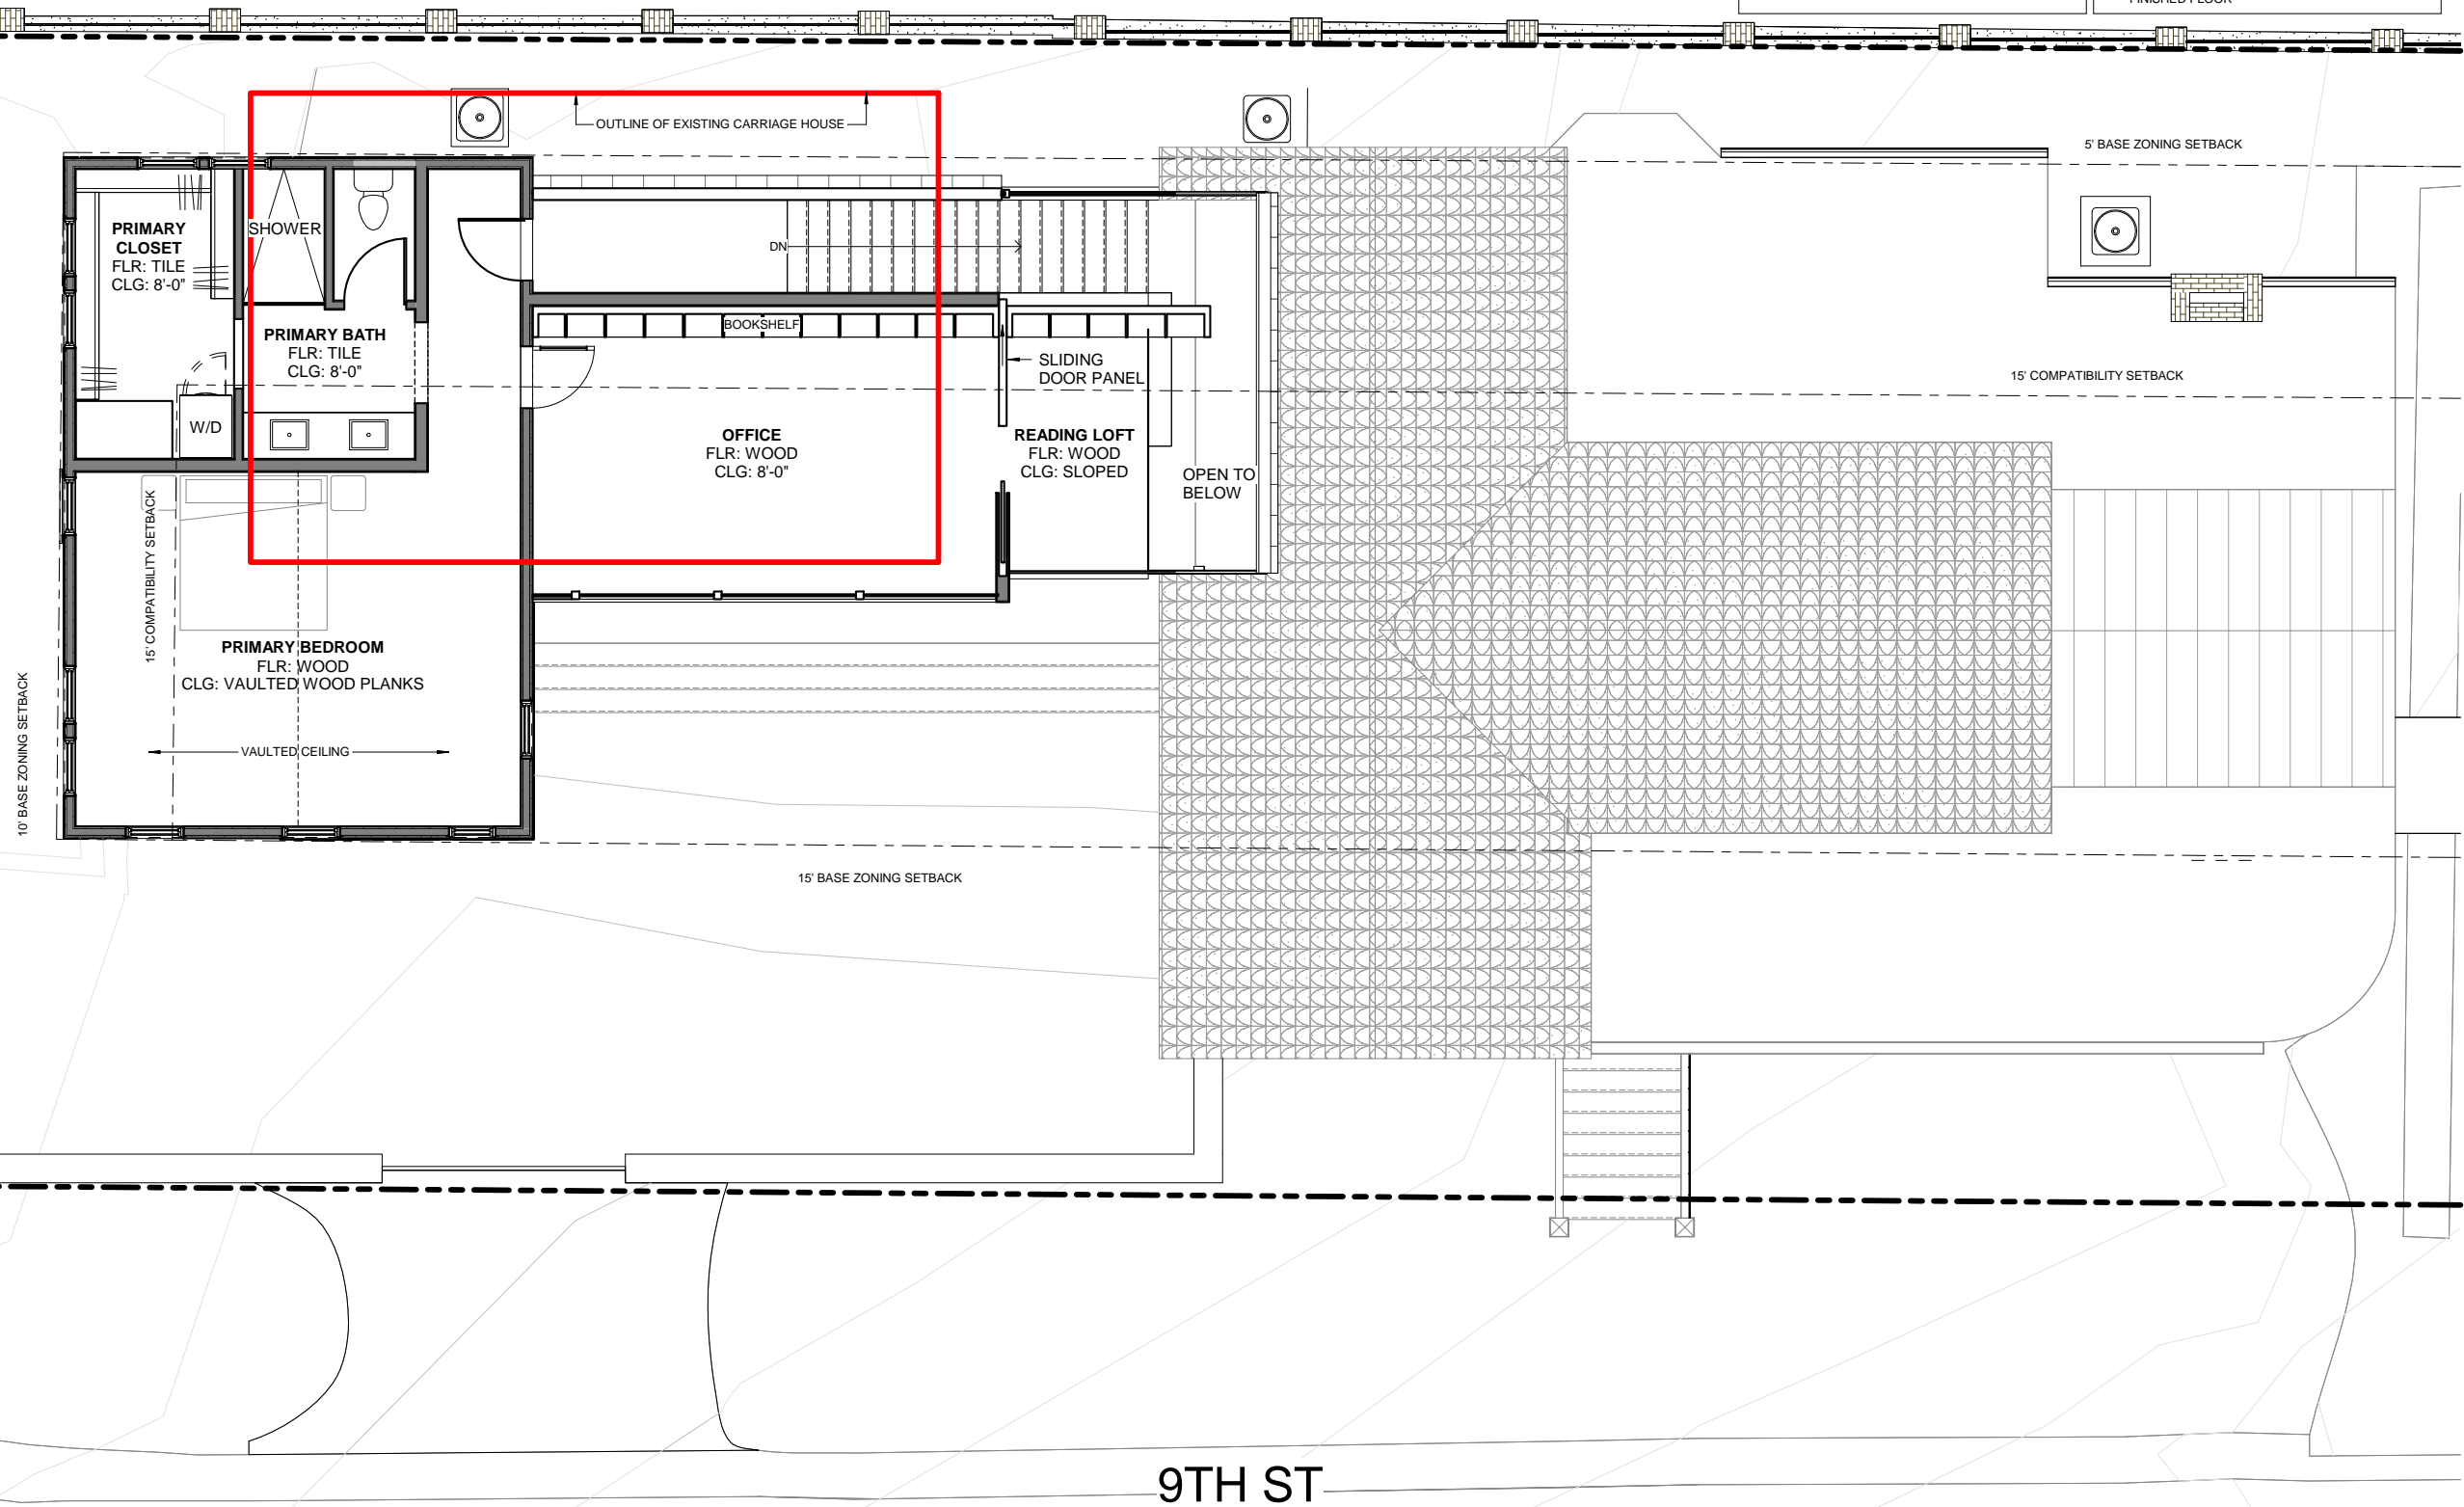 FINISHED FLOOR
OUTLINE OF EXISTING CARRIAGE HOUSE
5' BASE ZONING SETBACK
PRIMARY
CLOSET
FLR: TILE
CLG: 8'-0"
SHOWER
DN
PRIMARY BATH
FLR: TILE
CLG: 8'-0"
BOOKSHELF
SLIDING
DOOR PANEL
15' COMPATIBILITY SETBACK
W/D
OFFICE
FLR: WOOD
CLG: 8'-0"
READING LOFT
FLR: WOOD
CLG: SLOPED
OPEN TO
BELOW
15' COMPATIBILITY SETBACK
PRIMARY BEDROOM
FLR: WOOD
CLG: VAULTED WOOD PLANKS
10' BASE ZONING SETBACK
VAULTED CEILING
15' BASE ZONING SETBACK
9TH ST